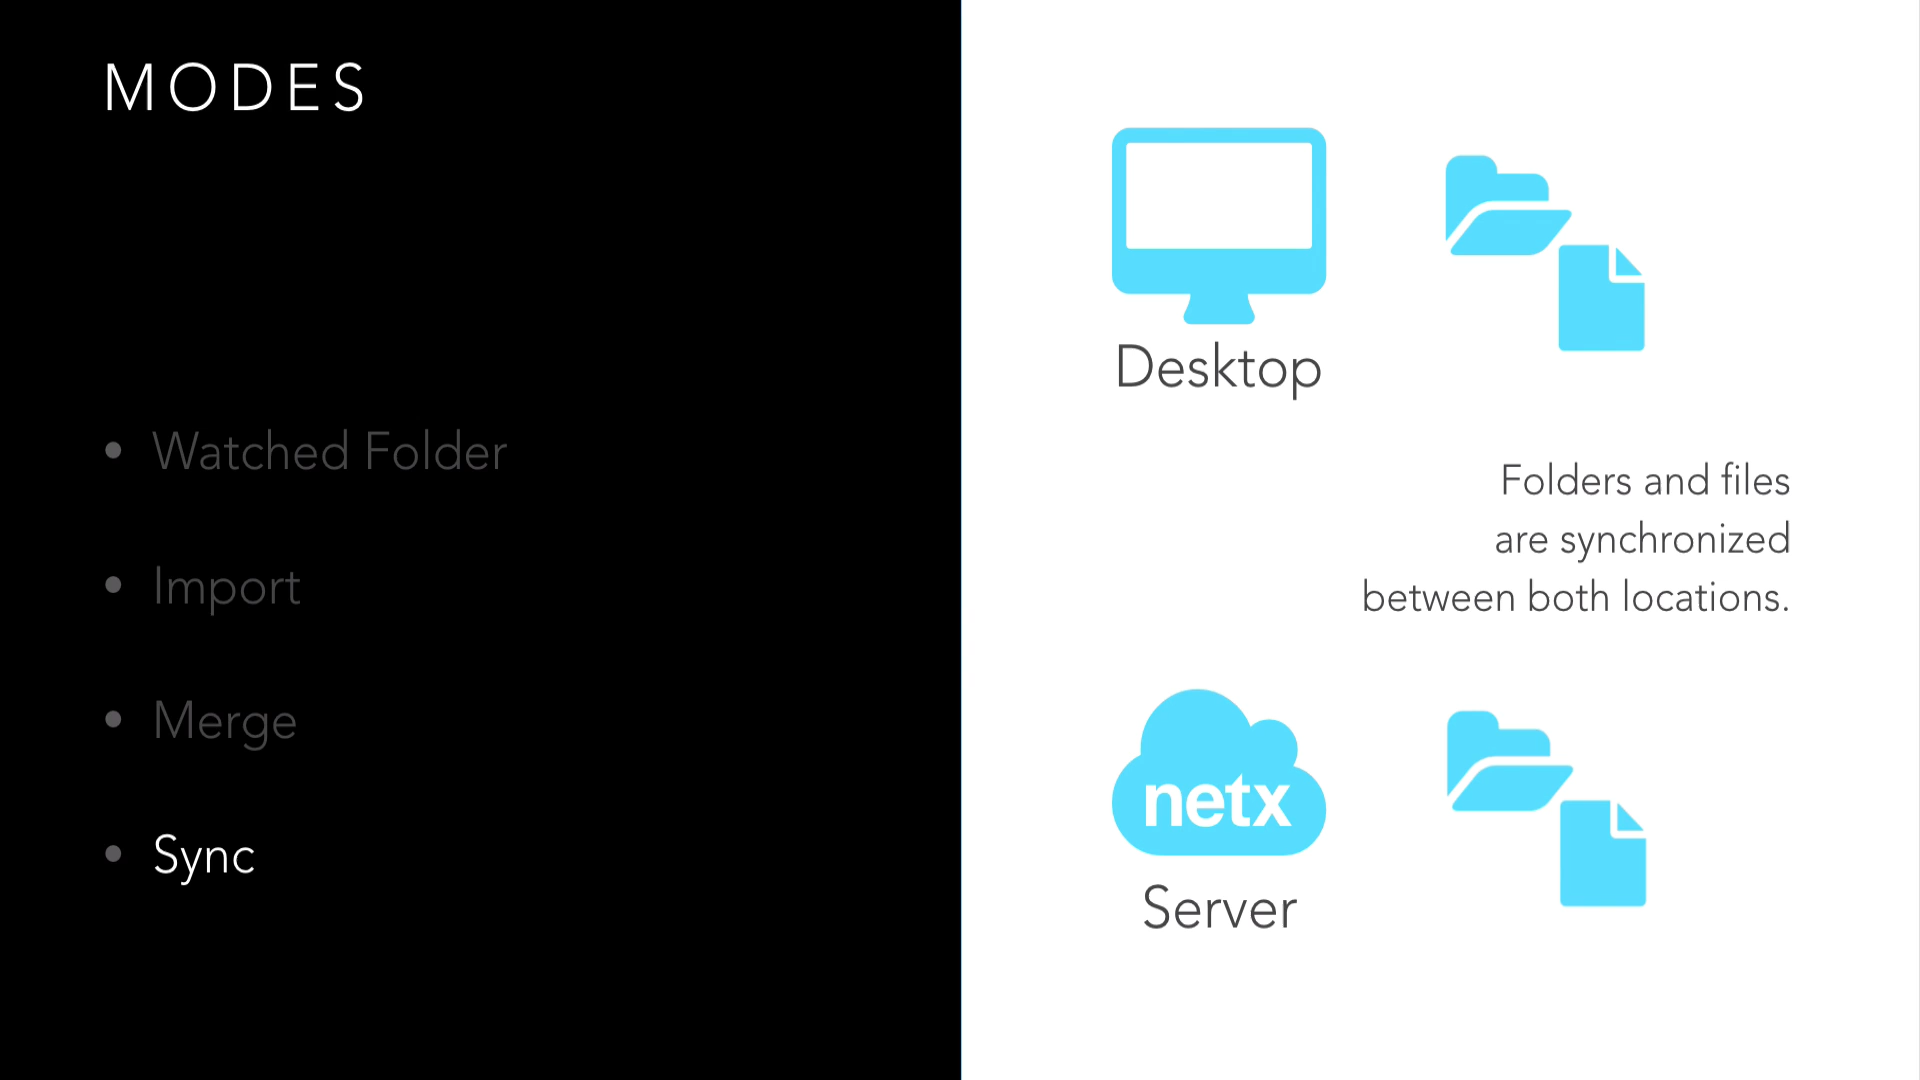 MODES
• Watched Folder
• Import
• Merge
• Sync
Desktop
Folders and files
are synchronized
between both locations.
netx
Server